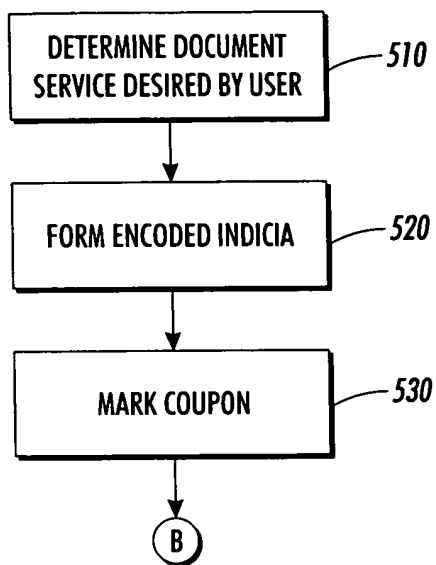 DETERMINE DOCUMENT
SERVICE DESIRED BY USER
510
FORM ENCODED INDICIA
520
MARK COUPON
530
B